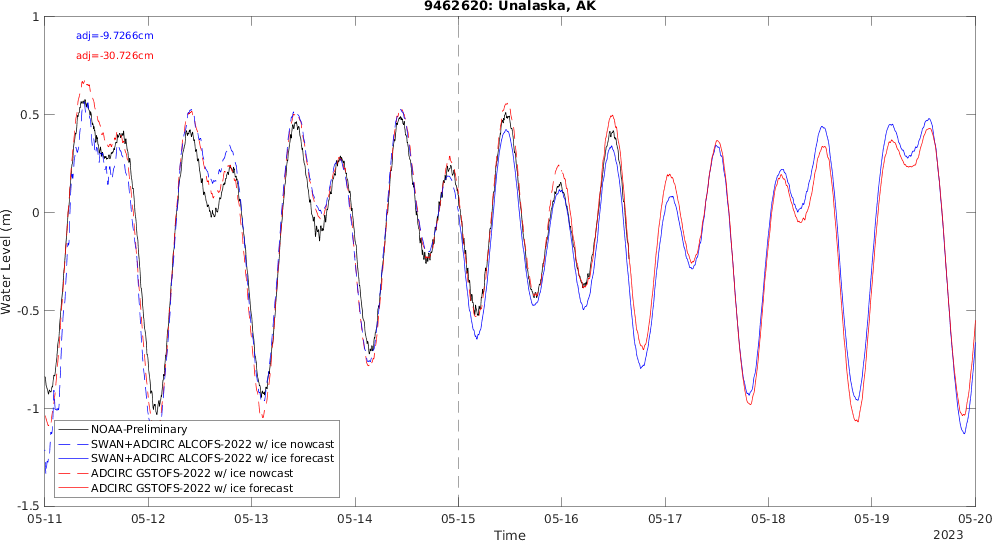 9462620: Unalaska, AK
adj=-9.7266cm
adj=-30.726cm
Water Level (m)
1
0.5
0
-0.5
-1
-1.5
NOAA-Preliminary
SWAN+ADCIRC ALCOFS-2022 w/ ice nowcast
SWAN+ADCIRC ALCOFS-2022 w/ ice forecast
ADCIRC GSTOFS-2022 w/ ice nowcast
ADCIRC GSTOFS-2022 w/ ice forecast
05-11 05-12 05-13 05-14 05-15 05-16 05-17 05-18 05-19 05-20
Time
2023